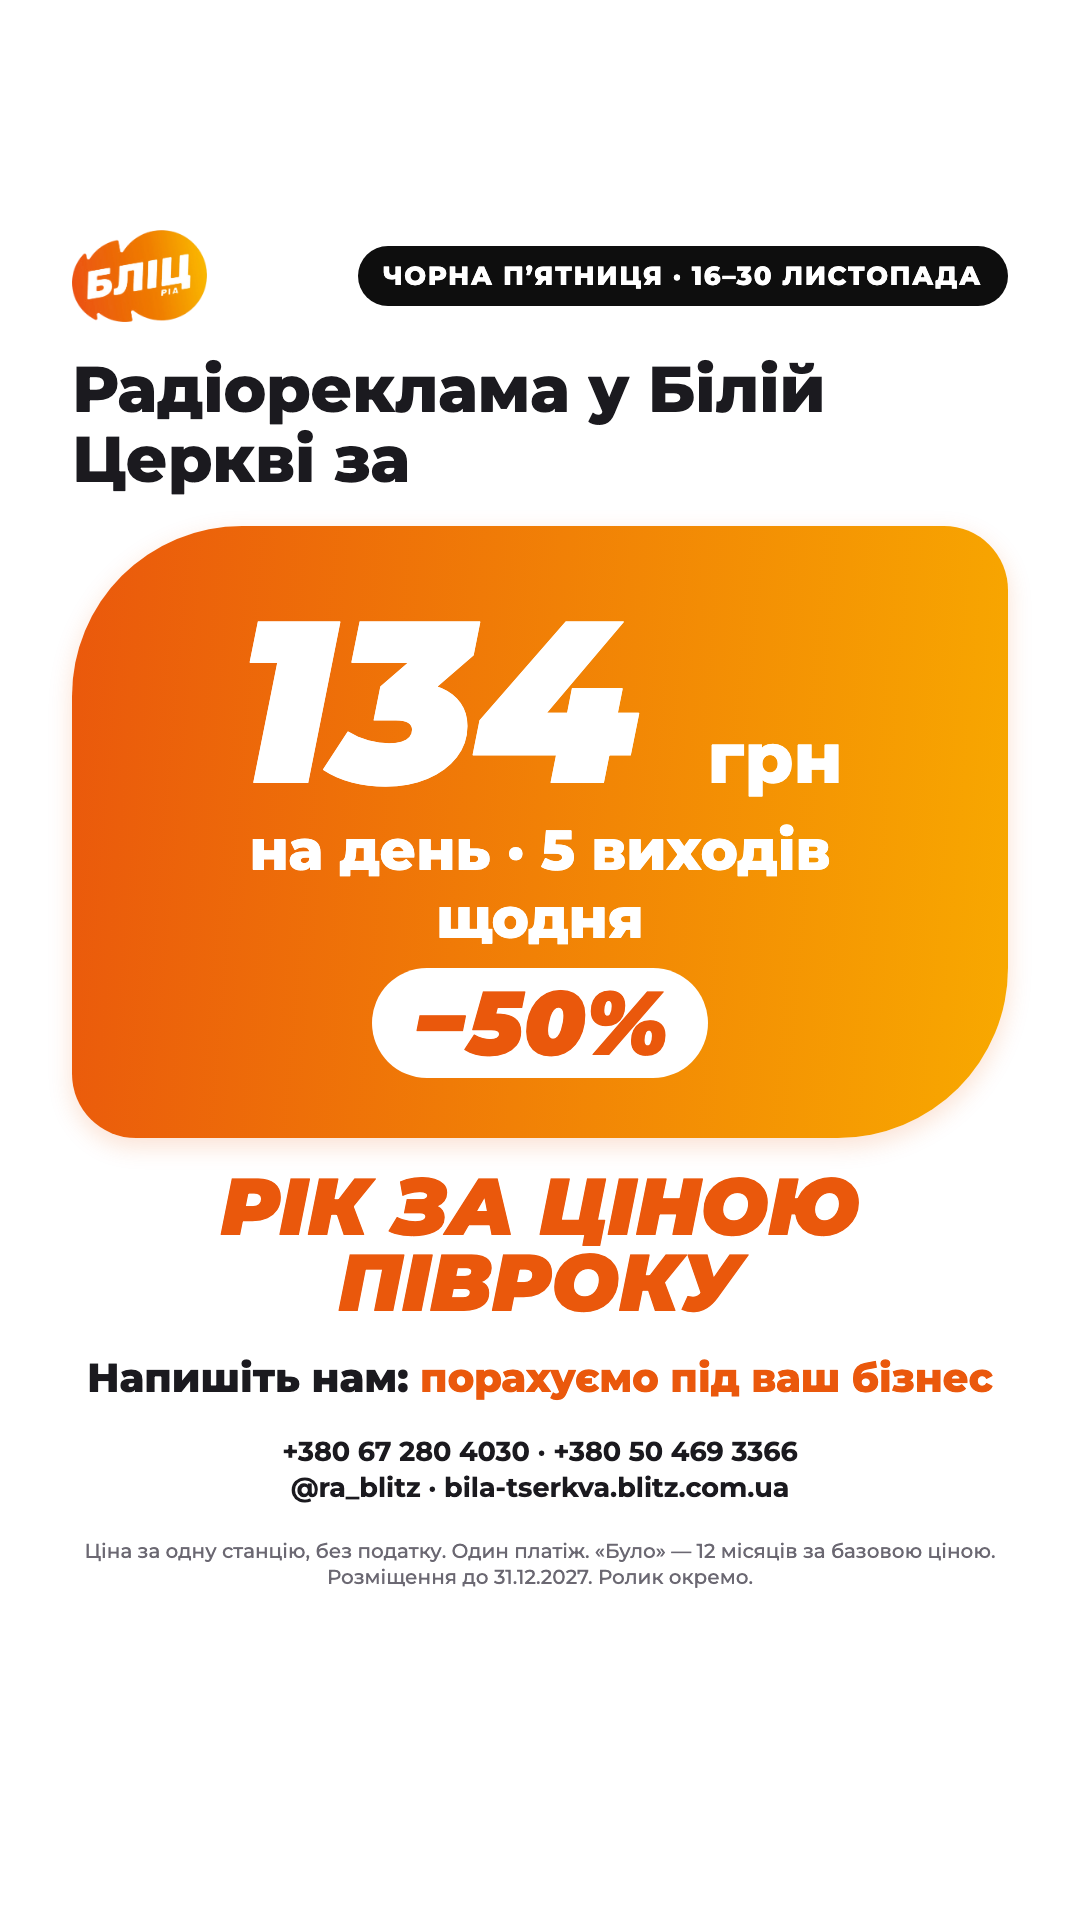 БЛІЦ
РІА
ЧОРНА П’ЯТНИЦЯ · 16–30 ЛИСТОПАДА
Радіореклама у Білій
Церкві за
134 грн
на день · 5 виходів
щодня
–50%
РІК ЗА ЦІНОЮ
ПІВРОКУ
Напишіть нам: порахуємо під ваш бізнес
+380 67 280 4030 · +380 50 469 3366
@ra_blitz · bila-tserkva.blitz.com.ua
Ціна за одну станцію, без податку. Один платіж. «Було» — 12 місяців за базовою ціною.
Розміщення до 31.12.2027. Ролик окремо.